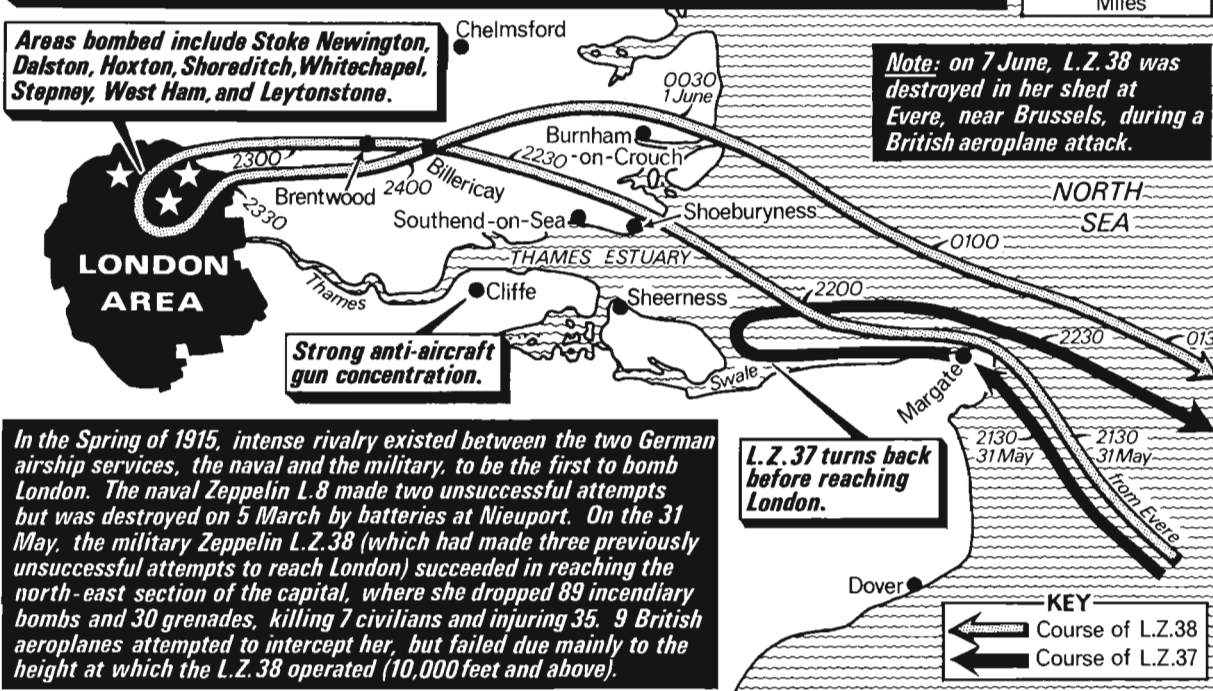 Miles
Areas bombed include Stoke Newington,
Dalston, Hoxton, Shoreditch, Whitechapel,
Stepney, West Ham, and Leytonstone.
Chelmsford
Note: on 7 June, L.Z.38 was
destroyed in her shed at
Evere, near Brussels, during a
British aeroplane attack.
0030
1 June
Burnham
-on-Crouch
2230
2300
Brentwood
2400
Billericay
2330
Southend-on-Sea
Shoeburyness
NORTH
SEA
0100
THAMES ESTUARY
LONDON
AREA
Thames
Cliffe
Sheerness
2200
2230
Strong anti-aircraft
gun concentration.
Swale
Margate
L.Z.37 turns back
before reaching
London.
2130
31 May
2130
31 May
from Evere
In the Spring of 1915, intense rivalry existed between the two German
airship services, the naval and the military, to be the first to bomb
London. The naval Zeppelin L.8 made two unsuccessful attempts
but was destroyed on 5 March by batteries at Nieuport. On the 31
May, the military Zeppelin L.Z.38 (which had made three previously
unsuccessful attempts to reach London) succeeded in reaching the
north-east section of the capital, where she dropped 89 incendiary
bombs and 30 grenades, killing 7 civilians and injuring 35. 9 British
aeroplanes attempted to intercept her, but failed due mainly to the
height at which the L.Z.38 operated (10,000 feet and above).
Dover
KEY
Course of L.Z.38
Course of L.Z.37